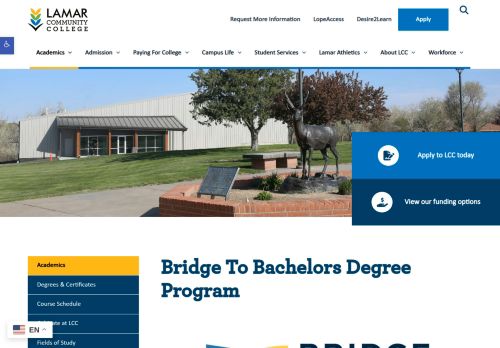 LAMAR
COMMUNITY
COLLEGE
Request More Information
LopeAccess
Desire2Learn
Apply
Academics
Admission
Paying For College
Campus Life
Student Services
Lamar Athletics
About LCC
Workforce
Apply to LCC today
View our funding options
Academics
Degrees & Certificates
Course Schedule
at LCC
Fields of Study
EN
Bridge To Bachelors Degree
Program
BRIDGE